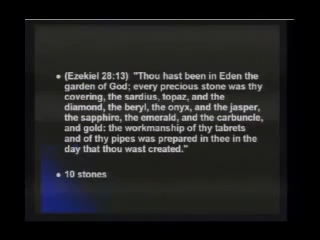 (Ezekiel 28:13) "Thou hast been in Eden the
garden of God; every precious stone was thy
covering, the sardius, topaz, and the
diamond, the beryl, the onyx, and the jasper,
the sapphire, the emerald, and the carbuncle,
and gold: the workmanship of thy tabrets
and of thy pipes was prepared in thee in the
day that thou wast created."
10 stones